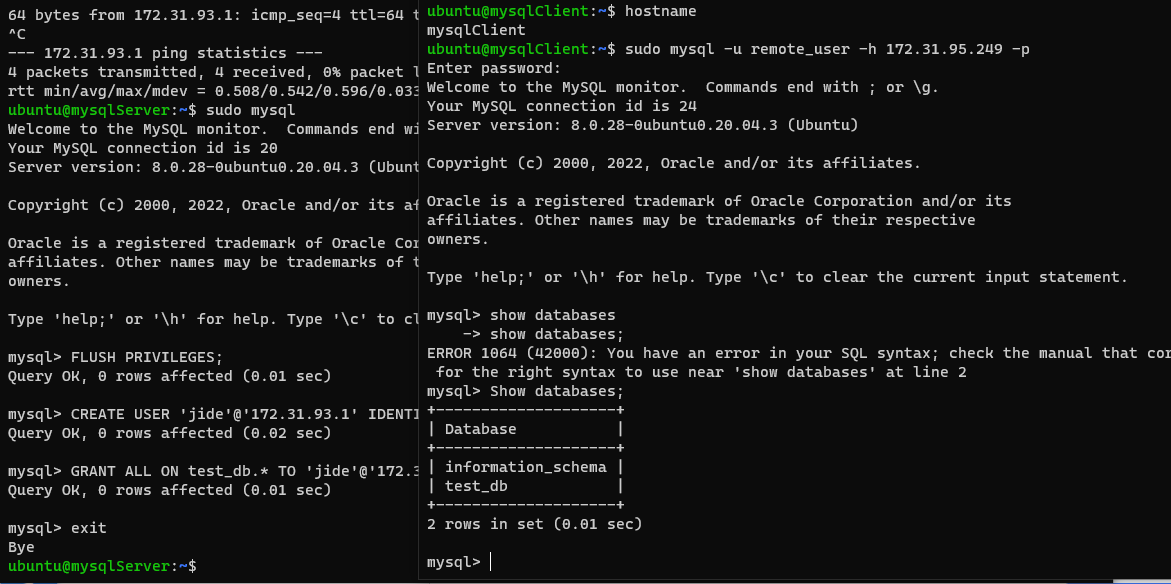 64 bytes from 172.31.93.1: icmp_seq=4 ttl=64
^C
--- 172.31.93.1 ping statistics ---
4 packets transmitted, 4 received, 0% packet
rtt min/avg/max/mdev = 0.508/0.542/0.596/0.033
ubuntu@mysqlServer:~$ sudo mysql
Welcome to the MySQL monitor.  Commands end
Your MySQL connection id is 20
Server version: 8.0.28-0ubuntu0.20.04.3 (Ubunt
Copyright (c) 2000, 2022, Oracle and/or its
Oracle is a registered trademark of Oracle Cor
affiliates. Other names may be trademarks of
owners.
Type 'help;' or '\h' for help. Type '\c' to
mysql> FLUSH PRIVILEGES;
Query OK, 0 rows affected (0.01 sec)
mysql> CREATE USER 'jide'@'172.31.93.1' IDENTI
Query OK, 0 rows affected (0.02 sec)
mysql> GRANT ALL ON test_db.* TO 'jide'@'172.3
Query OK, 0 rows affected (0.01 sec)
mysql> exit
Bye
ubuntu@mysqlServer:~$
ubuntu@mysqlClient:~$ hostname
mysqlClient
ubuntu@mysqlClient:~$ sudo mysql -u remote_user -h 172.31.95.249 -p
Enter password:
Welcome to the MySQL monitor.  Commands end with ; or \g.
Your MySQL connection id is 24
Server version: 8.0.28-0ubuntu0.20.04.3 (Ubuntu)
Copyright (c) 2000, 2022, Oracle and/or its affiliates.
Oracle is a registered trademark of Oracle Corporation and/or its
affiliates. Other names may be trademarks of their respective
owners.
Type 'help;' or '\h' for help. Type '\c' to clear the current input statement.
mysql> show databases
    -> show databases;
ERROR 1064 (42000): You have an error in your SQL syntax; check the manual that cor
 for the right syntax to use near 'show databases' at line 2
mysql> Show databases;
+--------------------+
| Database           |
+--------------------+
| information_schema |
| test_db            |
+--------------------+
2 rows in set (0.01 sec)
mysql>